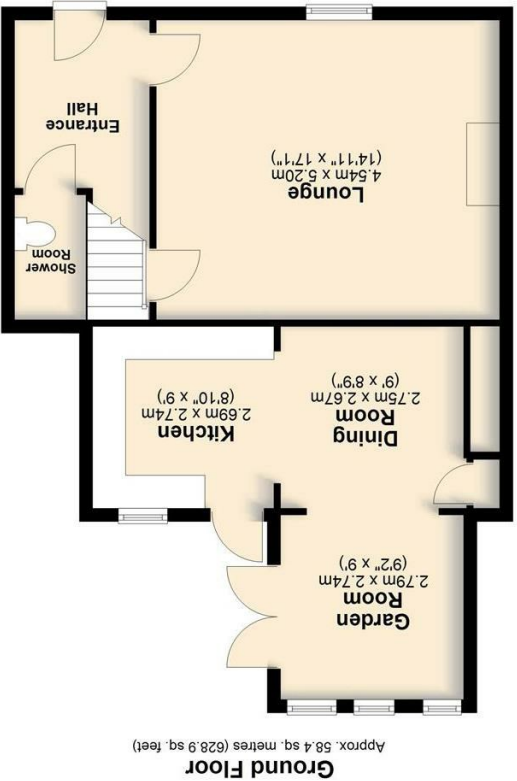 Ground Floor
Approx. 58.4 sq. metres (628.9 sq. feet)
Garden
Room
2.79m x 2.74m
(9'2" x 9')
Dining
Room
2.75m x 2.67m
(9' x 8'9")
Kitchen
2.69m x 2.74m
(8'10" x 9')
Lounge
4.54m x 5.20m
(14'11" x 17'1")
Shower
Room
Entrance
Hall